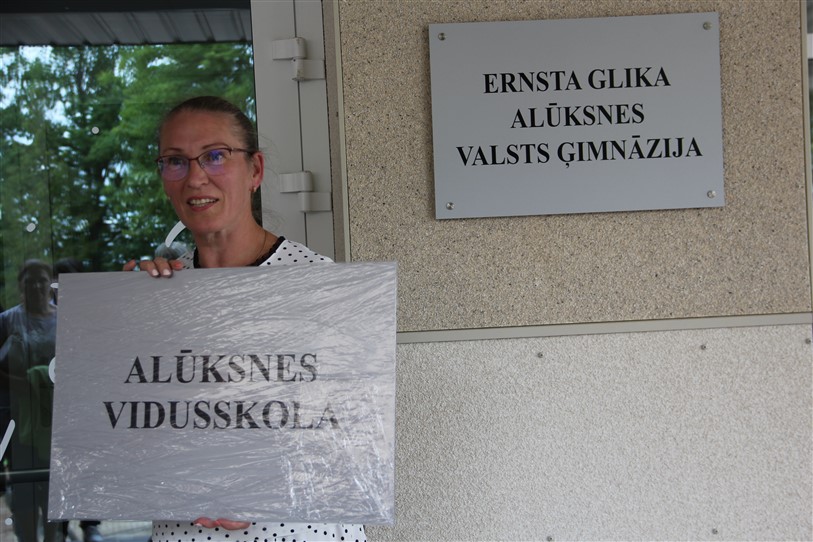 ERNSTA GLIKA
ALŪKSNES
VALSTS ĢIMNĀZIJA
ALŪKSNES
VIDUSSKOLA